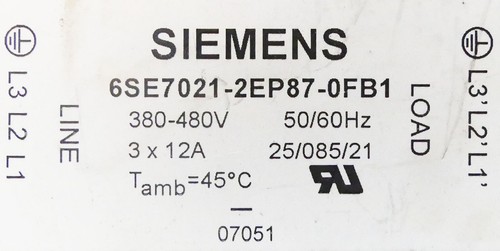 SIEMENS
6SE7021-2EP87-0FB1
380-480V 50/60Hz
3 x 12A 25/085/21
Tamb=45°C
07051
L3 L2 L1
LINE
LOAD
L3' L2' L1'